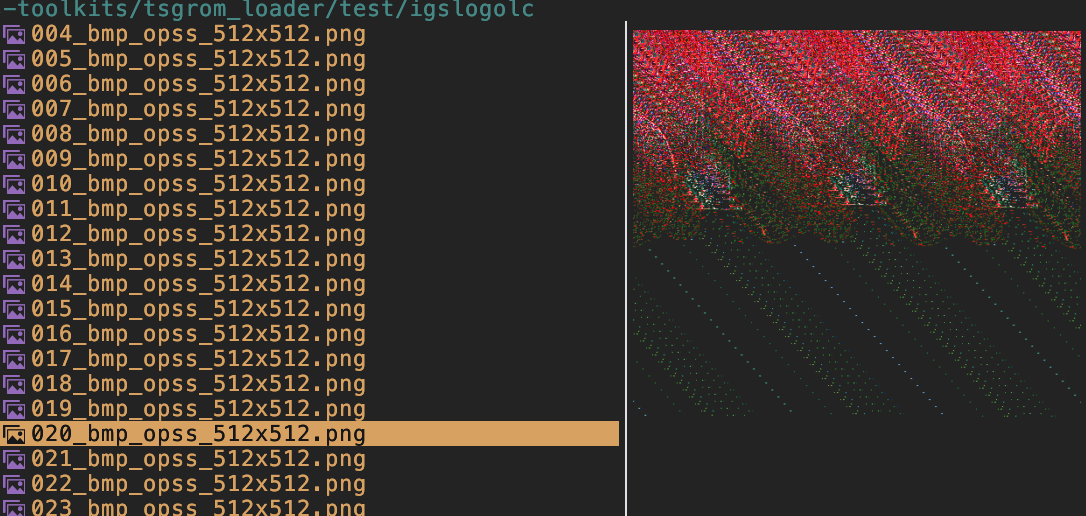 -toolkits/tsgrom_loader/test/igslogolc
004_bmp_opss_512x512.png
005_bmp_opss_512x512.png
006_bmp_opss_512x512.png
007_bmp_opss_512x512.png
008_bmp_opss_512x512.png
009_bmp_opss_512x512.png
010_bmp_opss_512x512.png
011_bmp_opss_512x512.png
012_bmp_opss_512x512.png
013_bmp_opss_512x512.png
014_bmp_opss_512x512.png
015_bmp_opss_512x512.png
016_bmp_opss_512x512.png
017_bmp_opss_512x512.png
018_bmp_opss_512x512.png
019_bmp_opss_512x512.png
020_bmp_opss_512x512.png
021_bmp_opss_512x512.png
022_bmp_opss_512x512.png
023_bmp_opss_512x512.png